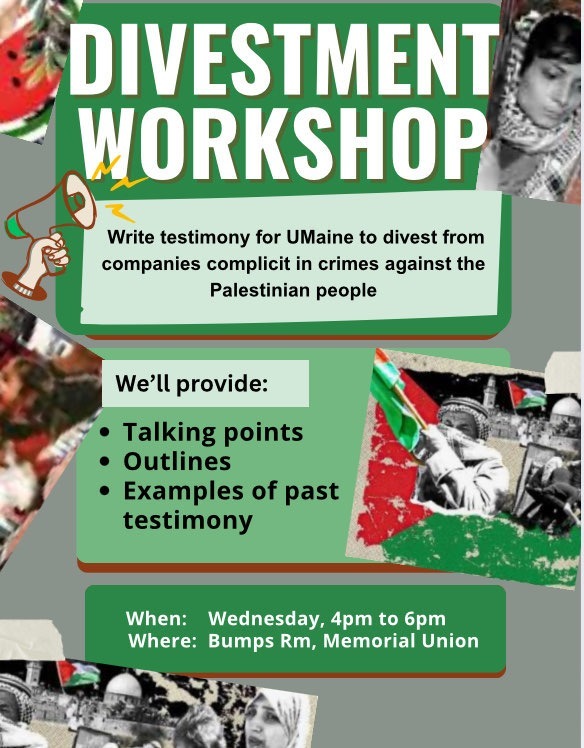 DIVESTMENT
WORKSHOP
Write testimony for UMaine to divest from
companies complicit in crimes against the
Palestinian people
We’ll provide:
• Talking points
• Outlines
• Examples of past
testimony
When: Wednesday, 4pm to 6pm
Where: Bumps Rm, Memorial Union